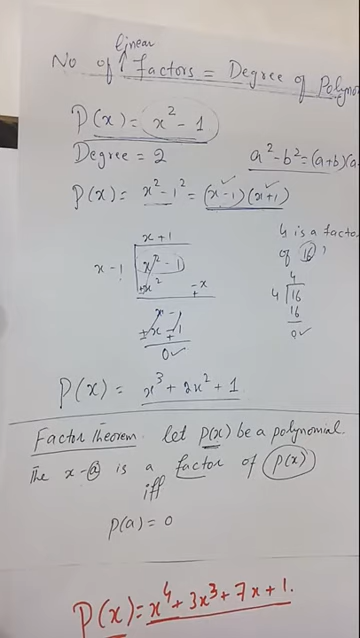 linear
No of ↑ factors = Degree of Polyno
P(x) = x² - 1
Degree = 2
a² - b² = (a+b)(a
P(x) = x² - 1² = (x-1)(x+1)
x + 1
x - 1 | x² - 1
± x² ∓ x
x - 1
± x ∓ 1
0✓
4 is a facto
of 16 ?
4
4 | 16
16
0✓
P(x) = x³ + 2x² + 1
Factor Theorem. let p(x) be a polynomial.
The x-a is a factor of p(x)
iff
p(a) = 0
P(x) = x⁴ + 3x³ + 7x + 1.